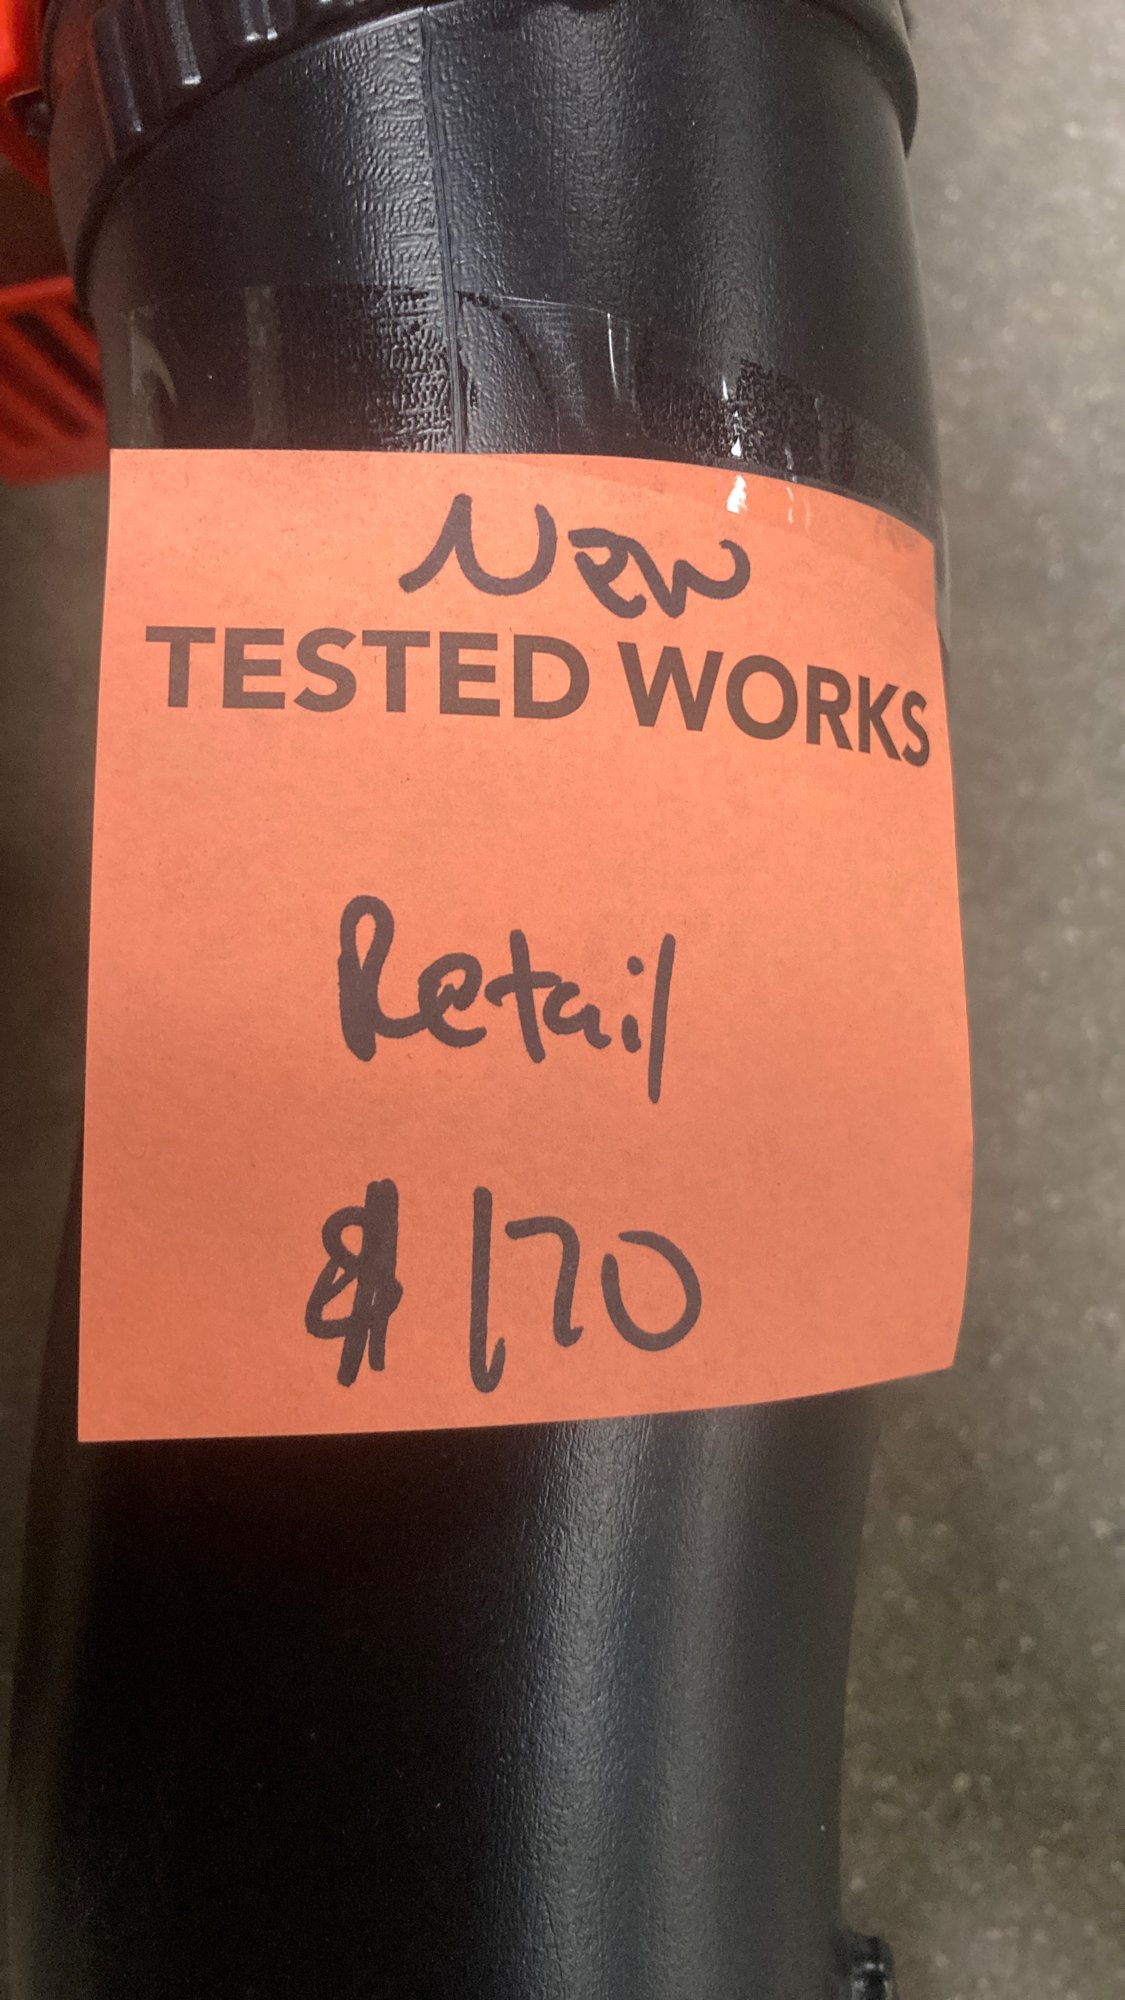 New
TESTED WORKS
Retail
$170